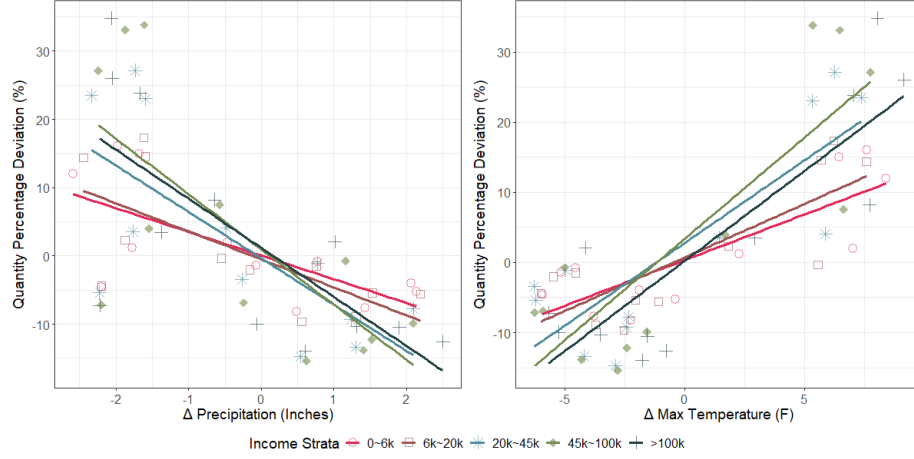 Quantity Percentage Deviation (%)
30
20
10
0
-10
-2 -1 0 1 2
Δ Precipitation (Inches)
Quantity Percentage Deviation (%)
30
20
10
0
-10
-5 0 5
Δ Max Temperature (F)
Income Strata 0~6k 6k~20k 20k~45k 45k~100k >100k